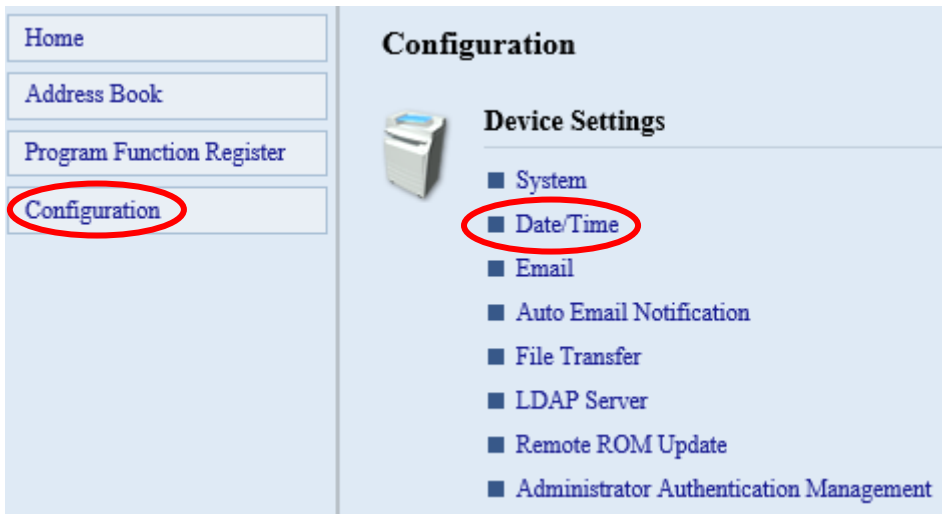 Home
Address Book
Program Function Register
Configuration
Configuration
Device Settings
System
Date/Time
Email
Auto Email Notification
File Transfer
LDAP Server
Remote ROM Update
Administrator Authentication Management